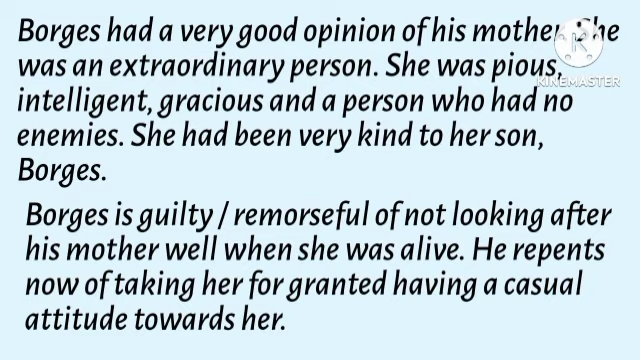 Borges had a very good opinion of his mother. She
was an extraordinary person. She was pious,
intelligent, gracious and a person who had no
enemies. She had been very kind to her son,
Borges.
Borges is guilty / remorseful of not looking after
his mother well when she was alive. He repents
now of taking her for granted having a casual
attitude towards her.
K
KINEMASTER